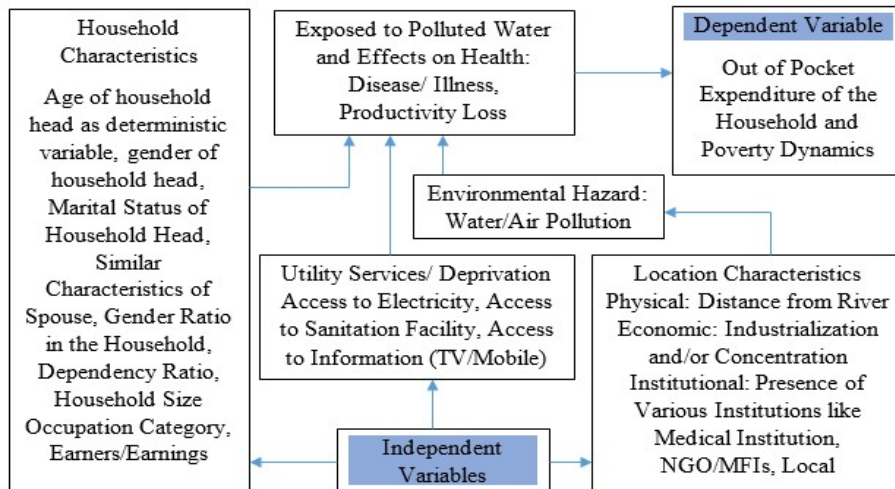 Household
Characteristics
Age of household
head as deterministic
variable, gender of
household head,
Marital Status of
Household Head,
Similar
Characteristics of
Spouse, Gender Ratio
in the Household,
Dependency Ratio,
Household Size
Occupation Category,
Earners/Earnings
Exposed to Polluted Water
and Effects on Health:
Disease/ Illness,
Productivity Loss
Dependent Variable
Out of Pocket
Expenditure of the
Household and
Poverty Dynamics
Environmental Hazard:
Water/Air Pollution
Utility Services/ Deprivation
Access to Electricity, Access
to Sanitation Facility, Access
to Information (TV/Mobile)
Location Characteristics
Physical: Distance from River
Economic: Industrialization
and/or Concentration
Institutional: Presence of
Various Institutions like
Medical Institution,
NGO/MFIs, Local
Independent
Variables